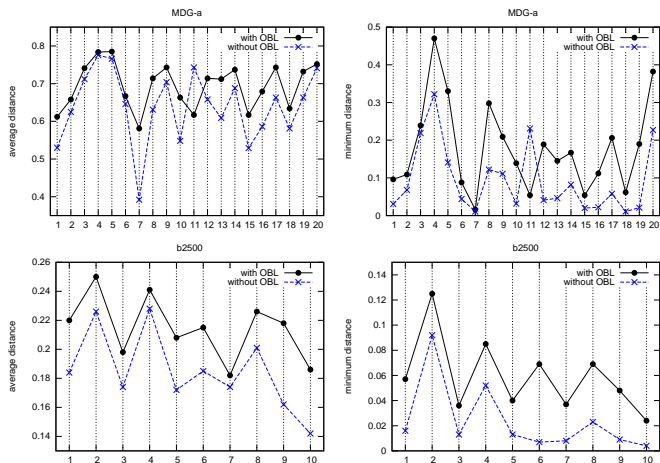 MDG-a
with OBL
without OBL
average distance
0.8
0.7
0.6
0.5
0.4
1 2 3 4 5 6 7 8 9 10 11 12 13 14 15 16 17 18 19 20
MDG-a
with OBL
without OBL
minimum distance
0.5
0.4
0.3
0.2
0.1
0
1 2 3 4 5 6 7 8 9 10 11 12 13 14 15 16 17 18 19 20
b2500
with OBL
without OBL
average distance
0.26
0.24
0.22
0.2
0.18
0.16
0.14
1 2 3 4 5 6 7 8 9 10
b2500
with OBL
without OBL
minimum distance
0.14
0.12
0.1
0.08
0.06
0.04
0.02
0
1 2 3 4 5 6 7 8 9 10